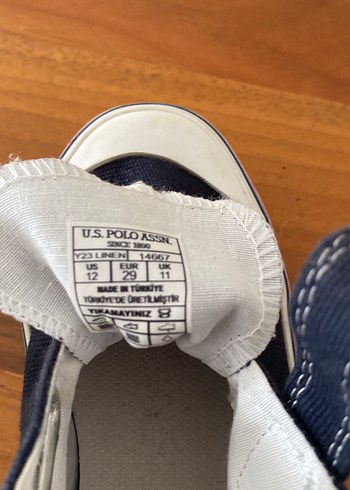 U.S. POLO ASSN.
SINCE 1890
Y23 LINEN 14667
US EUR UK
12 29 11
MADE IN TÜRKİYE
TÜRKİYE'DE ÜRETİLMİŞTİR
YIKAMAYINIZ